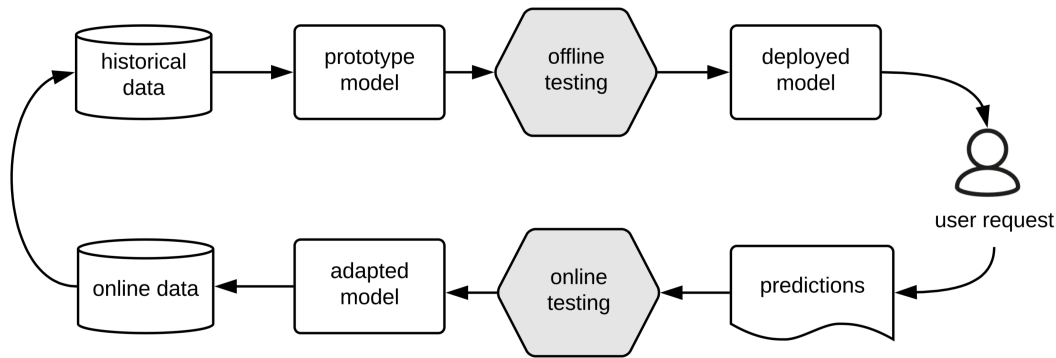 historical
data
prototype
model
offline
testing
deployed
model
user request
predictions
online
testing
adapted
model
online data